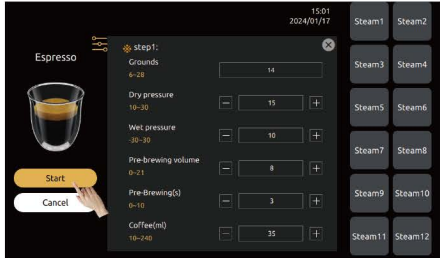 15:01
2024/01/17
Espresso
step1:
Grounds
6~28
14
Dry pressure
10~30
15
Wet pressure
-30~30
10
Pre-brewing volume
0~21
8
Pre-Brewing(s)
0~10
3
Coffee(ml)
10~240
35
Start
Cancel
Steam1 Steam2
Steam3 Steam4
Steam5 Steam6
Steam7 Steam8
Steam9 Steam10
Steam11 Steam12